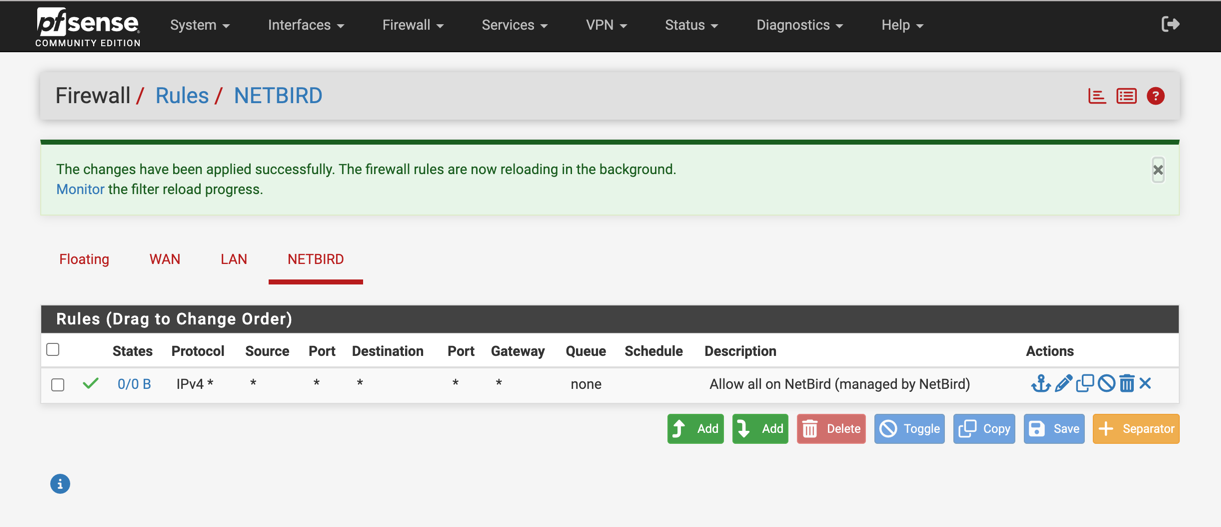 pfsense
COMMUNITY EDITION
System Interfaces Firewall Services VPN Status Diagnostics Help
Firewall / Rules / NETBIRD
?
The changes have been applied successfully. The firewall rules are now reloading in the background.
Monitor the filter reload progress.
×
Floating WAN LAN NETBIRD
Rules (Drag to Change Order)
States Protocol Source Port Destination Port Gateway Queue Schedule Description Actions
0/0 B IPv4 * * * * * * none Allow all on NetBird (managed by NetBird)
Add Add Delete Toggle Copy Save Separator
i